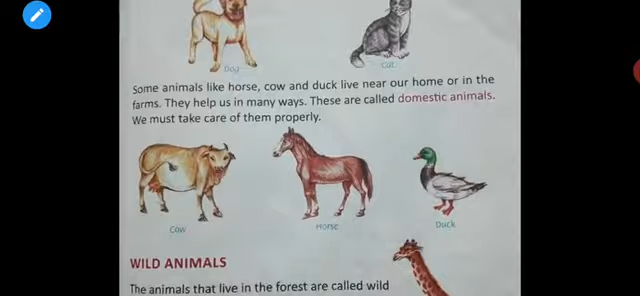 Dog
Cat
Some animals like horse, cow and duck live near our home or in the
farms. They help us in many ways. These are called domestic animals.
We must take care of them properly.
Cow
Horse
Duck
WILD ANIMALS
The animals that live in the forest are called wild